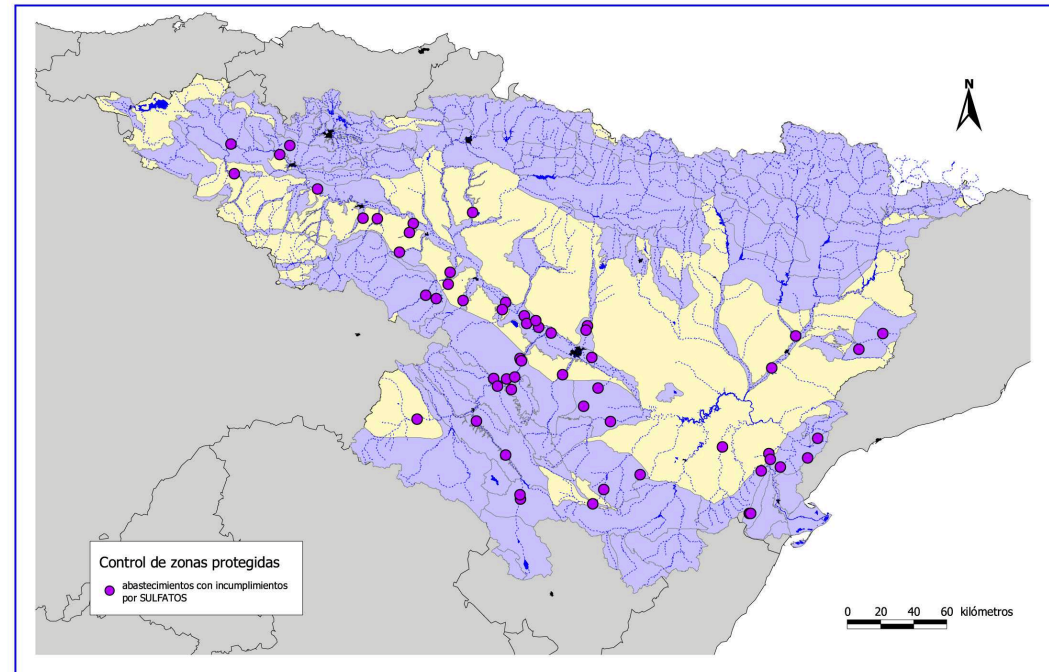 N
Control de zonas protegidas
abastecimientos con incumplimientos
por SULFATOS
0 20 40 60 kilómetros